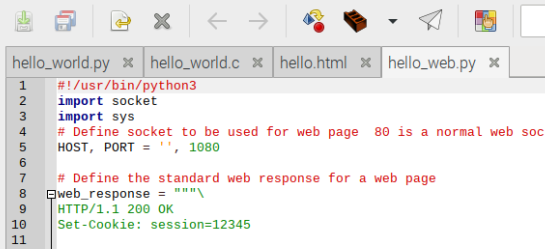 hello_world.py hello_world.c hello.html hello_web.py
1 #!/usr/bin/python3
2 import socket
3 import sys
4 # Define socket to be used for web page  80 is a normal web soc
5 HOST, PORT = '', 1080
6
7 # Define the standard web response for a web page
8 web_response = """\
9 HTTP/1.1 200 OK
10 Set-Cookie: session=12345
11